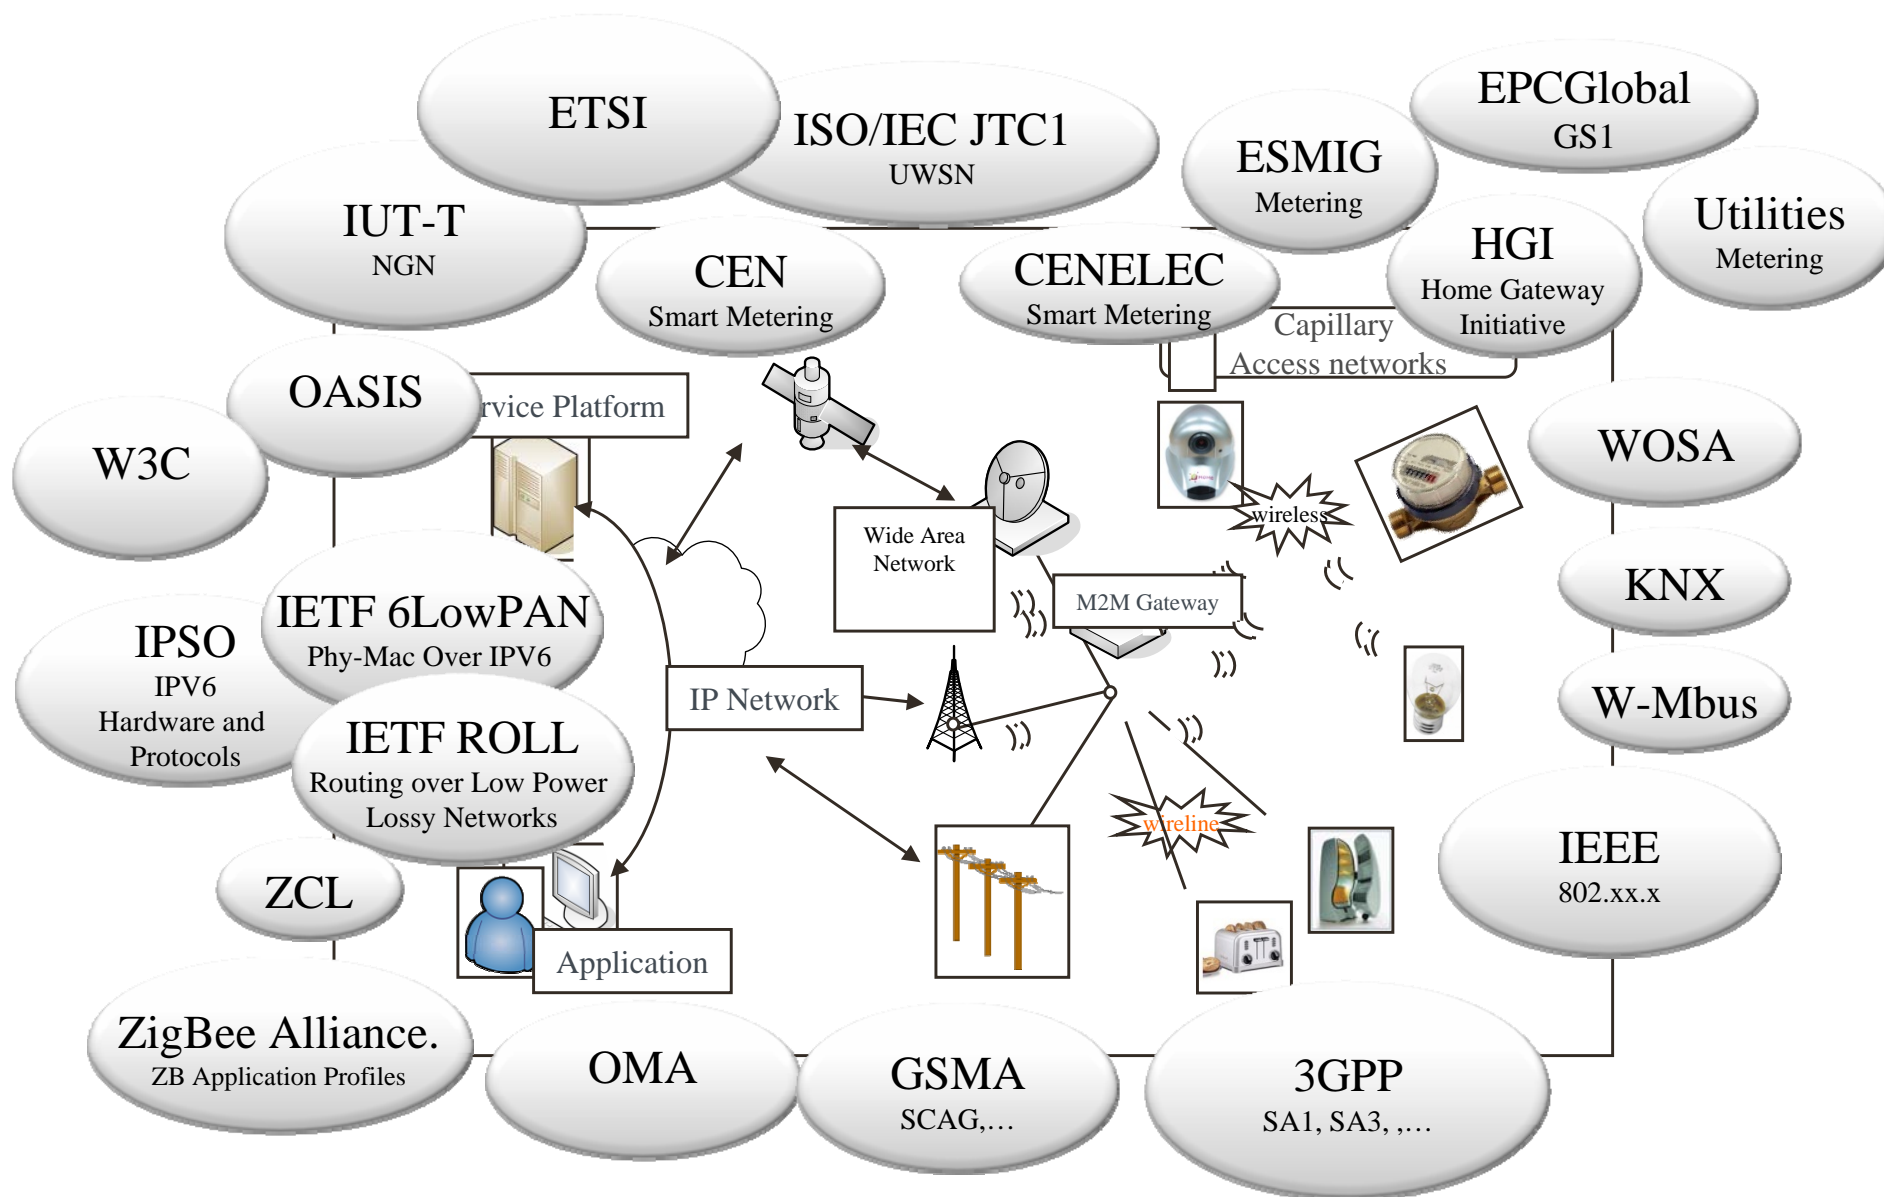 ETSI
ISO/IEC JTC1
UWSN
EPCGlobal
GS1
ESMIG
Metering
Utilities
Metering
IUT-T
NGN
CEN
Smart Metering
CENELEC
Smart Metering
HGI
Home Gateway
Initiative
Capillary
Access networks
OASIS
rvice Platform
W3C
WOSA
wireless
Wide Area
Network
KNX
M2M Gateway
IETF 6LowPAN
Phy-Mac Over IPV6
IPSO
IPV6
Hardware and
Protocols
IP Network
W-Mbus
IETF ROLL
Routing over Low Power
Lossy Networks
wireline
IEEE
802.xx.x
ZCL
Application
ZigBee Alliance.
ZB Application Profiles
OMA
GSMA
SCAG,…
3GPP
SA1, SA3, ,…